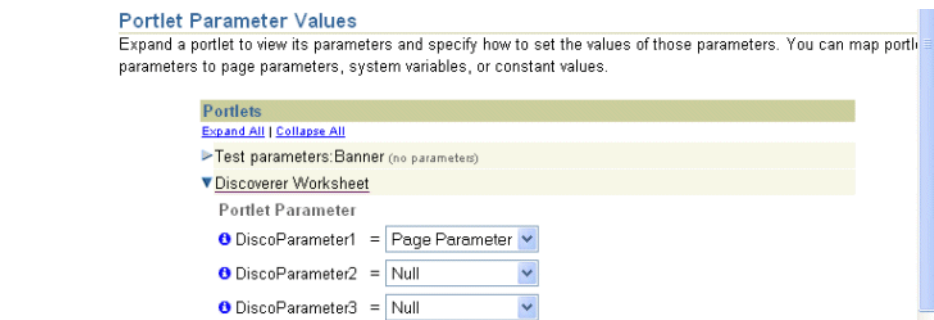 Portlet Parameter Values
Expand a portlet to view its parameters and specify how to set the values of those parameters. You can map
parameters to page parameters, system variables, or constant values.
Portlets
Expand All | Collapse All
Test parameters:Banner (no parameters)
Discoverer Worksheet
Portlet Parameter
DiscoParameter1 = Page Parameter
DiscoParameter2 = Null
DiscoParameter3 = Null